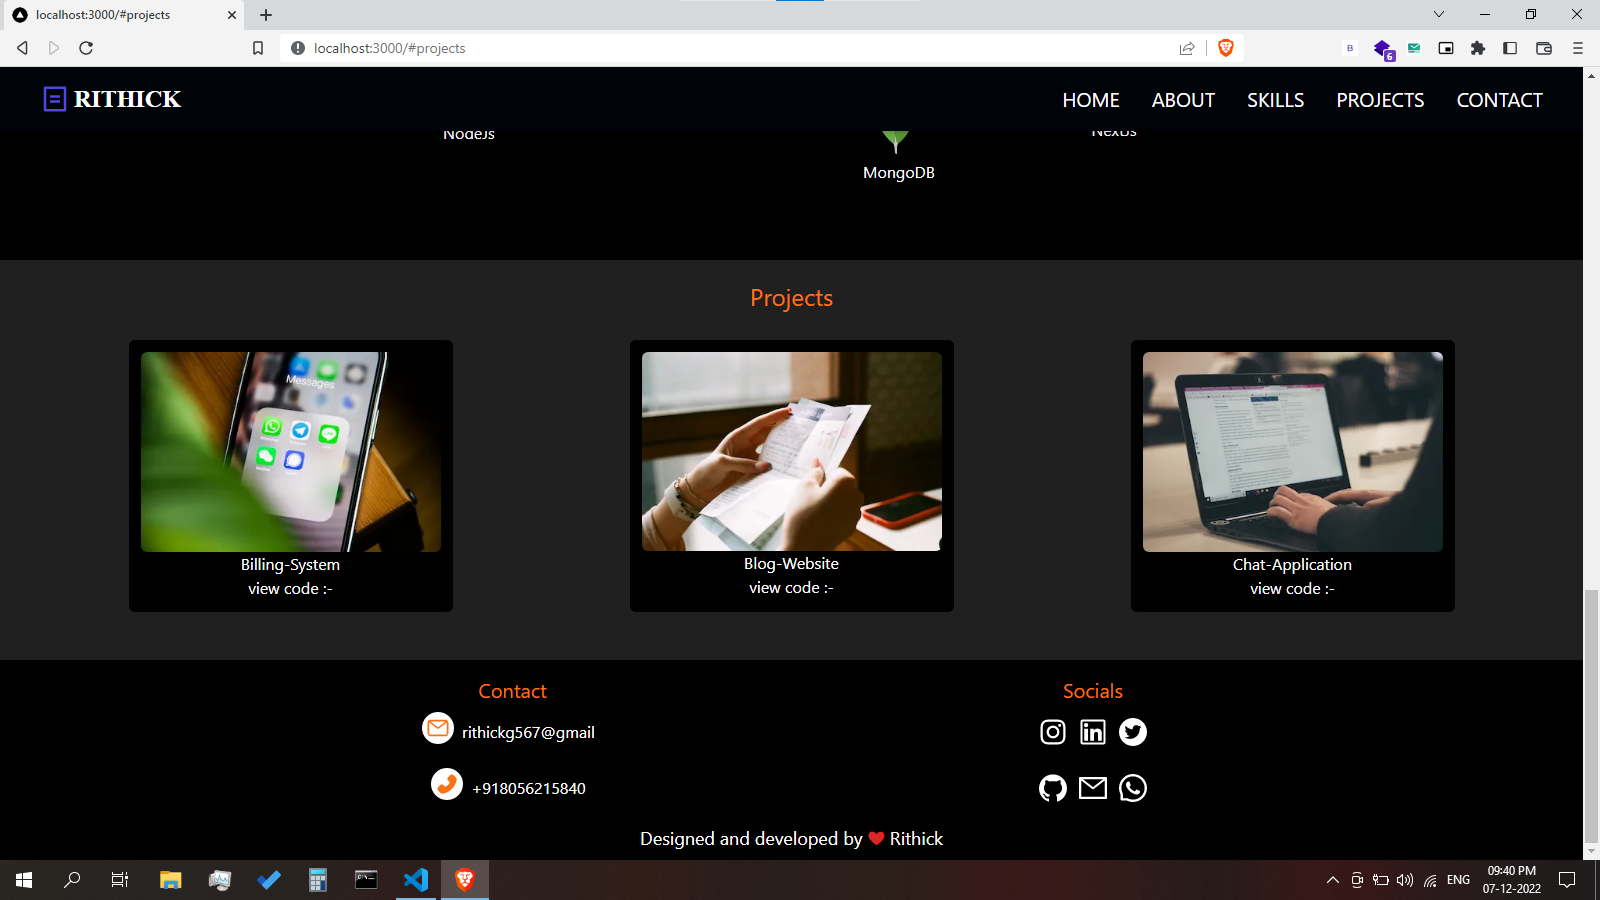 localhost:3000/#projects
localhost:3000/#projects
B
6
RITHICK
HOME ABOUT SKILLS PROJECTS CONTACT
NodeJs
NextJs
MongoDB
Projects
Messages
Billing-System
view code :-
Blog-Website
view code :-
Chat-Application
view code :-
Contact
rithickg567@gmail
+918056215840
Socials
in
Designed and developed by ❤ Rithick
ENG
09:40 PM
07-12-2022